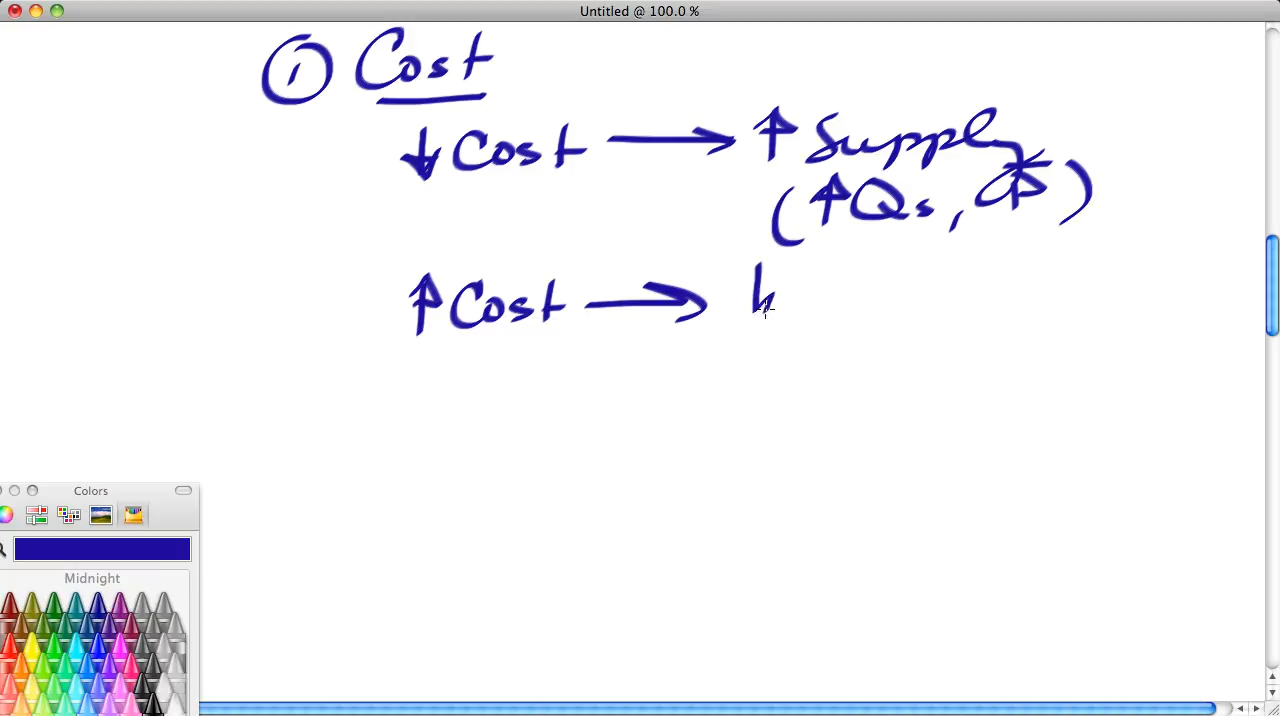 Untitled @ 100.0 %
① Cost
↓ Cost → ↑ Supply
(↑Qs, @P)
↑ Cost →
Colors
Midnight